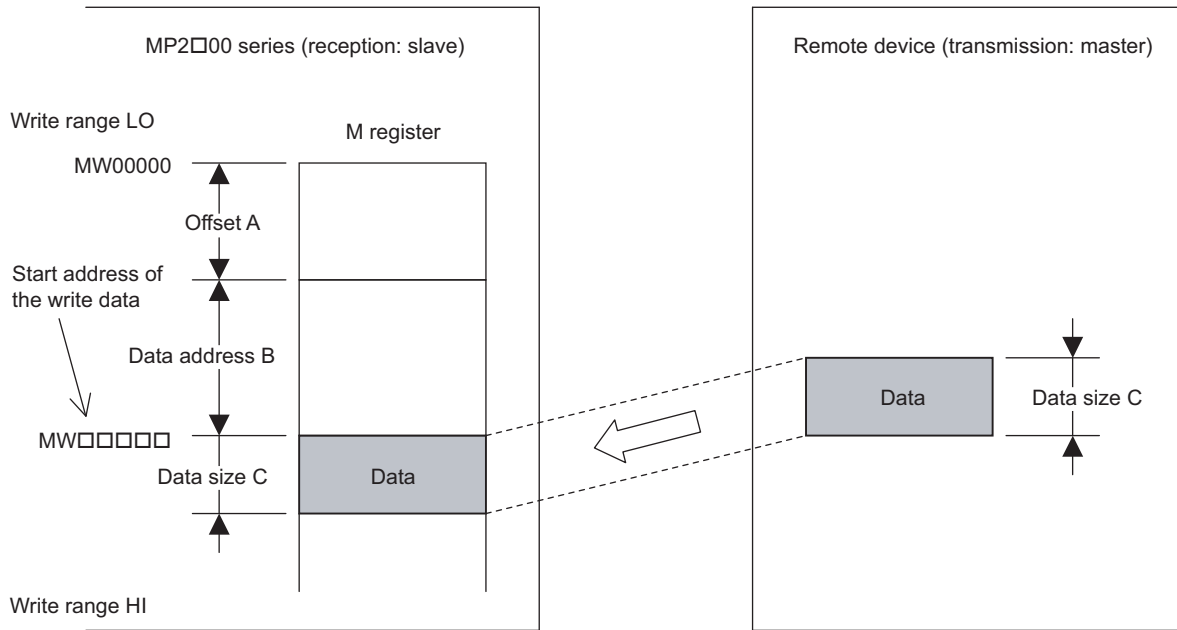 MP2□00 series (reception: slave)
Remote device (transmission: master)
Write range LO
M register
MW00000
Offset A
Start address of
the write data
Data address B
MW□□□□□
Data size C
Data
Data
Data size C
Write range HI